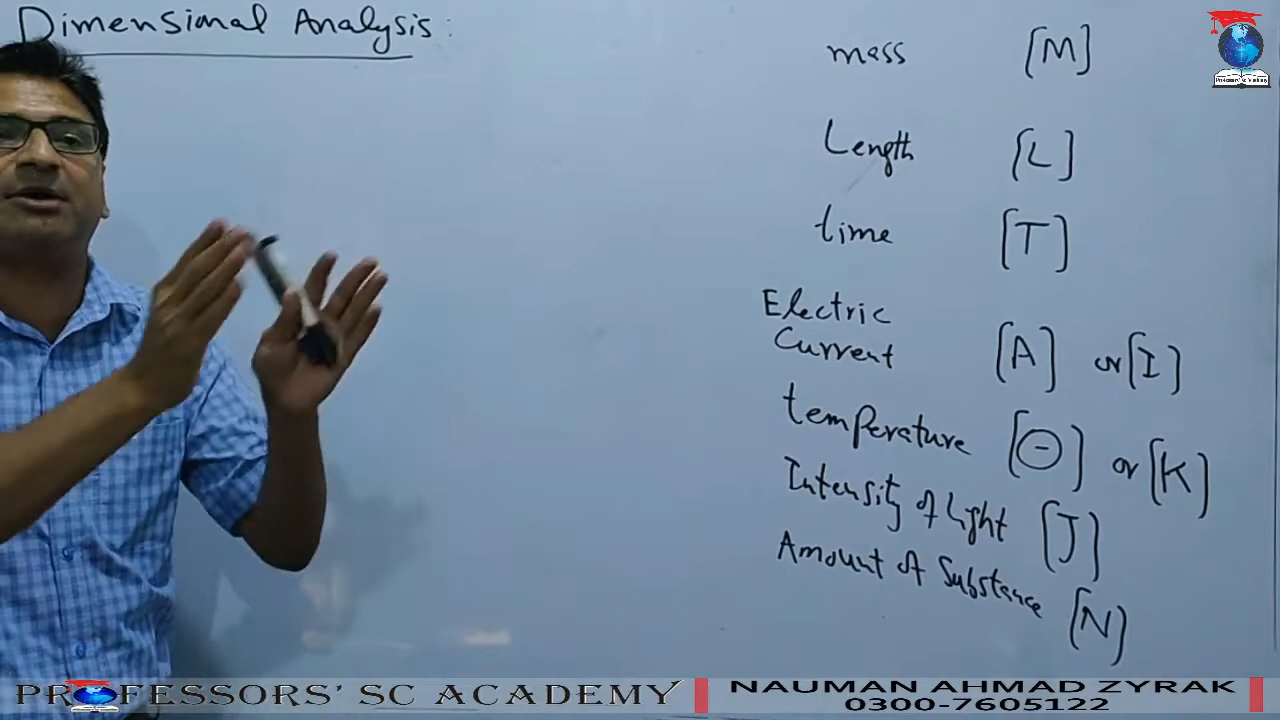 Dimensional Analysis:
mass [M]
Length [L]
time [T]
Electric
Current [A] or [I]
temperature [Θ] or [K]
Intensity of light [J]
Amount of Substance [N]
PROFESSORS' SC ACADEMY
NAUMAN AHMAD ZYRAK
0300-7605122